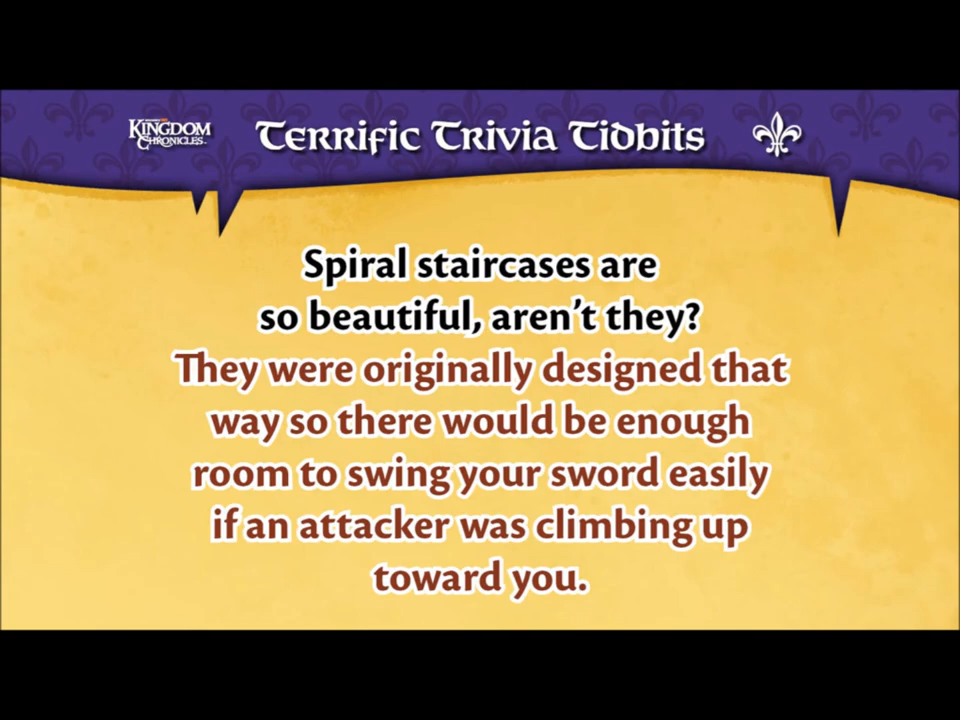 KINGDOM
CHRONICLES
Terrific Trivia Tidbits
Spiral staircases are
so beautiful, aren't they?
They were originally designed that
way so there would be enough
room to swing your sword easily
if an attacker was climbing up
toward you.